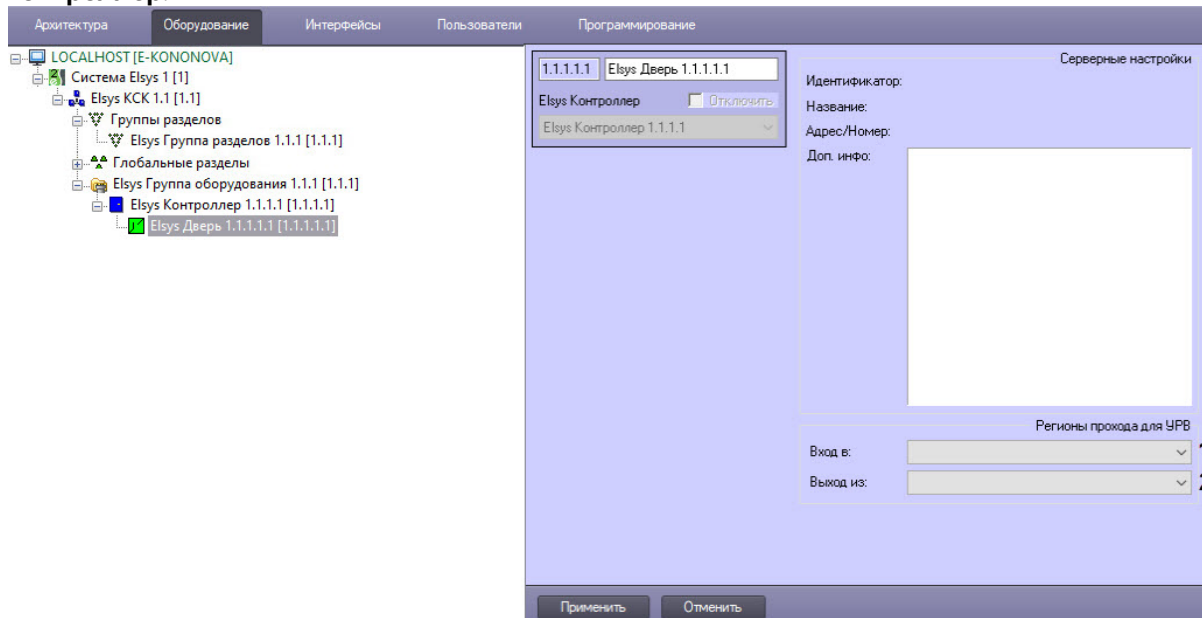 Архитектура Оборудование Интерфейсы Пользователи Программирование
LOCALHOST [E-KONONOVA]
Система Elsys 1 [1]
Elsys КСК 1.1 [1.1]
Группы разделов
Elsys Группа разделов 1.1.1 [1.1.1]
Глобальные разделы
Elsys Группа оборудования 1.1.1 [1.1.1]
Elsys Контроллер 1.1.1.1 [1.1.1.1]
Elsys Дверь 1.1.1.1.1 [1.1.1.1.1]
1.1.1.1.1 Elsys Дверь 1.1.1.1.1
Elsys Контроллер Отключить
Elsys Контроллер 1.1.1.1
Серверные настройки
Идентификатор:
Название:
Адрес/Номер:
Доп. инфо:
Регионы прохода для УРВ
Вход в:
Выход из:
Применить Отменить